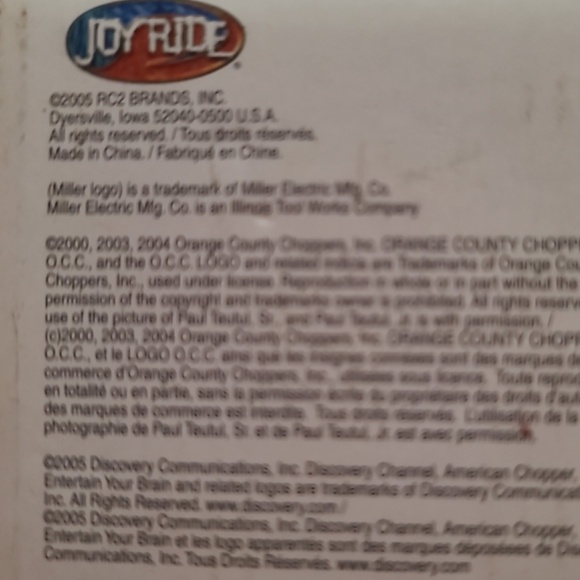 JOYRIDE
©2005 RC2 BRANDS, INC.
Dyersville, Iowa 52040-0500 U.S.A.
All rights reserved. / Tous droits réservés.
Made in China. / Fabriqué en Chine.
(Miller logo) is a trademark of Miller Electric Mfg. Co.
Miller Electric Mfg. Co. is an Illinois Tool Works Company
©2000, 2003, 2004 Orange County Choppers, Inc. ORANGE COUNTY CHOPP
O.C.C., and the O.C.C LOGO and related indicia are Trademarks of Orange Cou
Choppers, Inc., used under license. Reproduction in whole or in part without the
permission of the copyright and trademarks owner is prohibited. All rights reserv
use of the picture of Paul Teutul, Sr., and Paul Teutul, Jr. is with permission. /
(c)2000, 2003, 2004 Orange County Choppers, Inc. ORANGE COUNTY CHOPP
O.C.C., et le LOGO O.C.C. ainsi que les insignes connexes sont des marques de
commerce d'Orange County Choppers, Inc., utilisées sous licence. Toute repro
en totalité ou en partie, sans la permission écrite du propriétaire des droits d'aut
des marques de commerce est interdite. Tous droits réservés. L'utilisation de la
photographie de Paul Teutul, Sr. et de Paul Teutul, Jr. est avec permission.
©2005 Discovery Communications, Inc. Discovery Channel, American Chopper,
Entertain Your Brain and related logos are trademarks of Discovery Communicat
Inc. All Rights Reserved. www.discovery.com /
©2005 Discovery Communications, Inc. Discovery Channel, American Chopper,
Entertain Your Brain et les logo apparentés sont des marques déposéses de Dis
Communications, Inc. Tous Droits Réservés. www.discovery.com